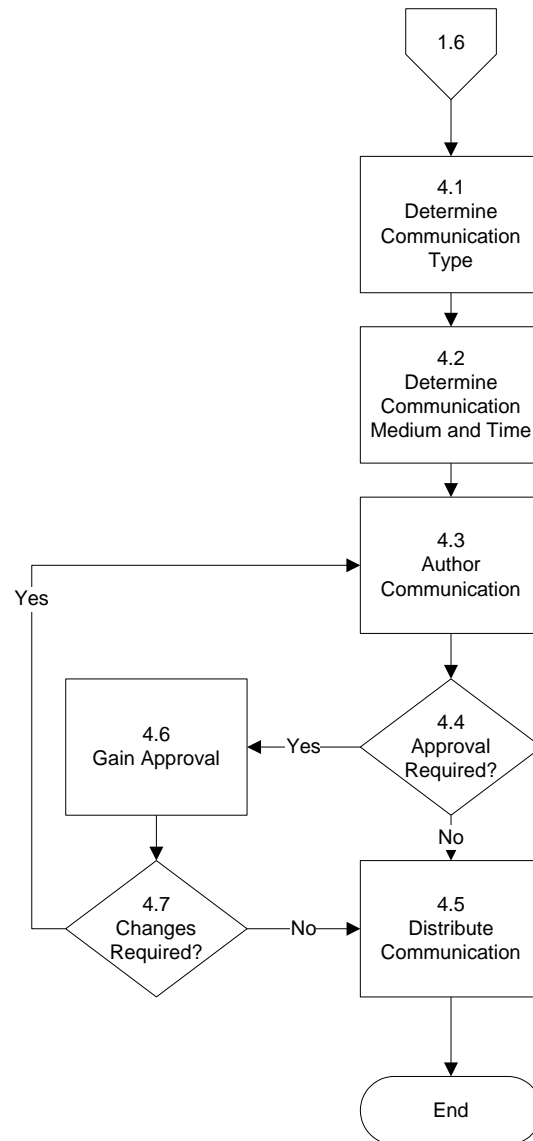 1.6
4.1
Determine
Communication
Type
4.2
Determine
Communication
Medium and Time
4.3
Author
Communication
Yes
4.4
Approval
Required?
Yes
4.6
Gain Approval
No
4.7
Changes
Required?
No
4.5
Distribute
Communication
End